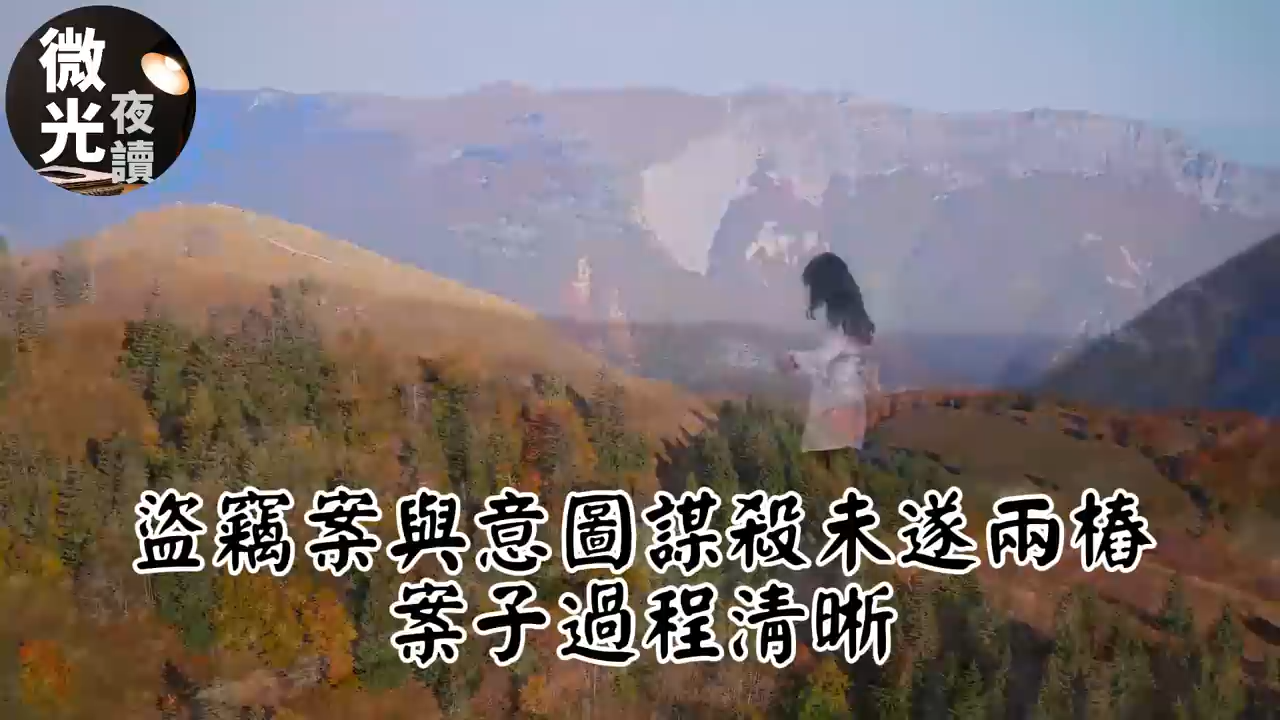 微光
夜讀
盜竊案與意圖謀殺未遂兩樁
案子過程清晰